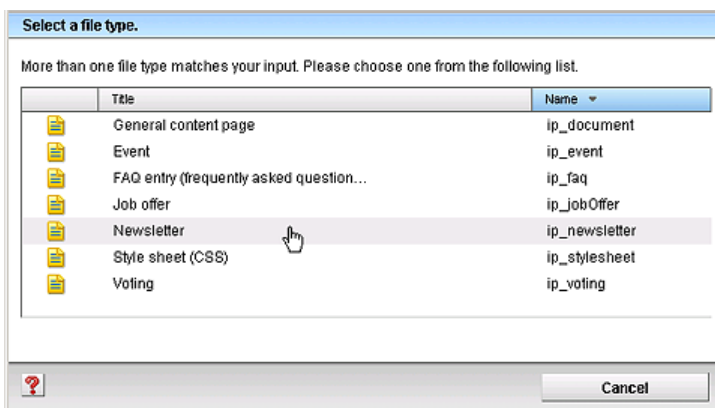 Select a file type.
More than one file type matches your input. Please choose one from the following list.
Title Name
General content page ip_document
Event ip_event
FAQ entry (frequently asked question... ip_faq
Job offer ip_jobOffer
Newsletter ip_newsletter
Style sheet (CSS) ip_stylesheet
Voting ip_voting
? Cancel